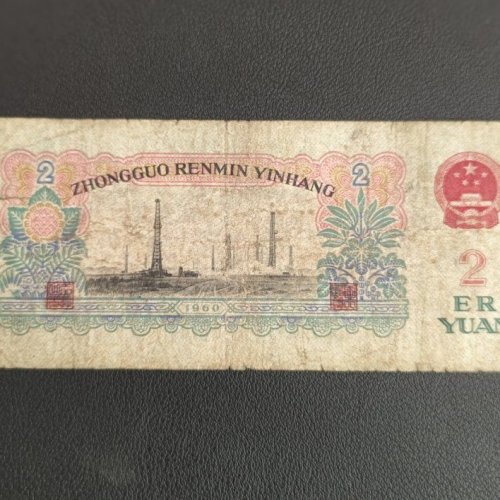 2
ZHONGGUO RENMIN YINHANG
2
1960
2
ER
YUAN